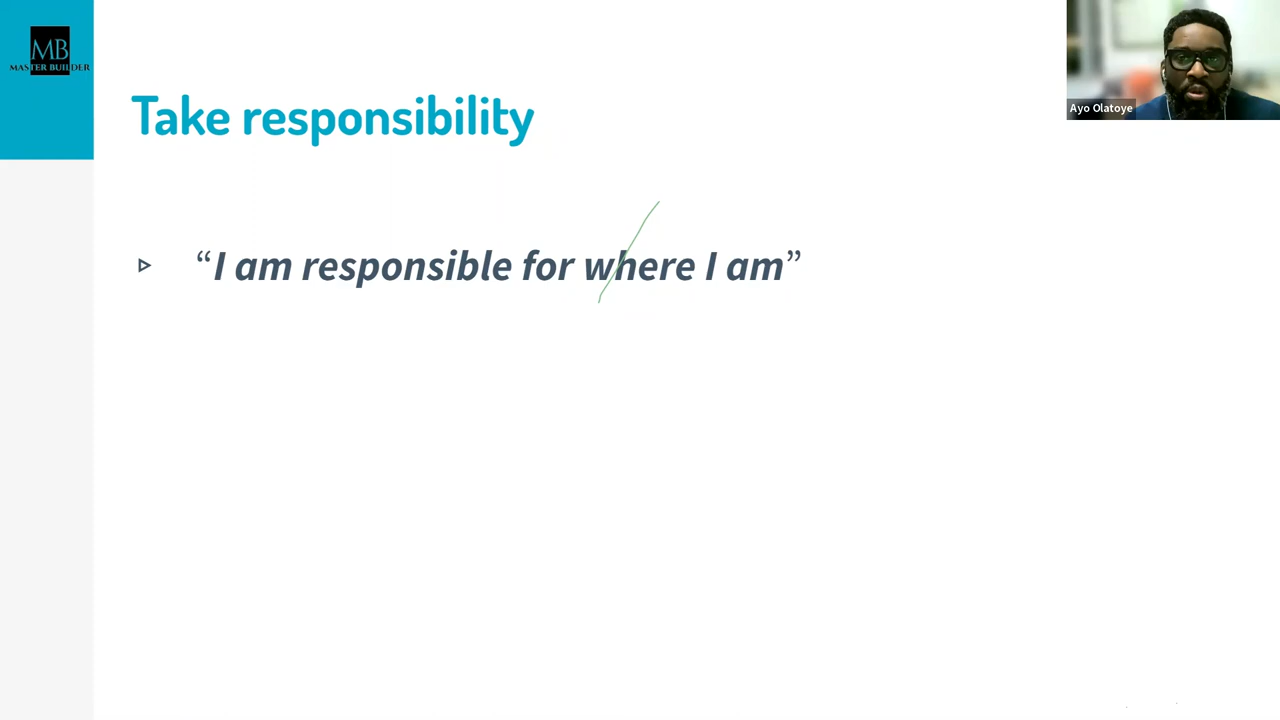 MB
MASTER BUILDER
Ayo Olatoye
Take responsibility
“I am responsible for where I am”